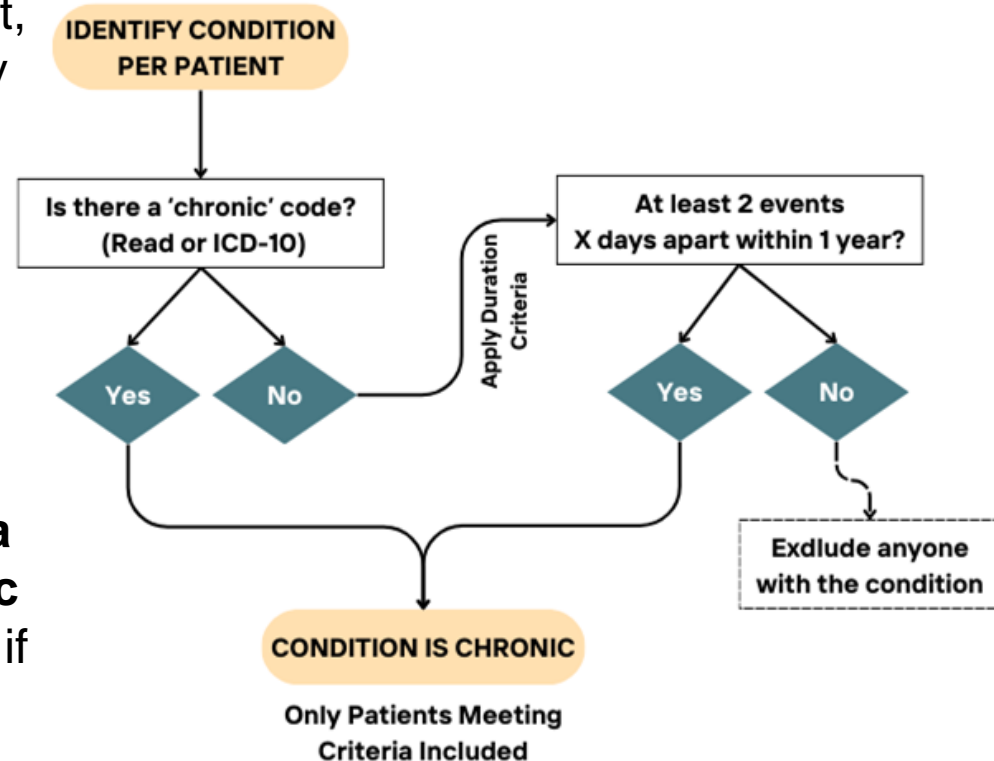 t,
y
a
c
if
IDENTIFY CONDITION
PER PATIENT
Is there a ‘chronic’ code?
(Read or ICD-10)
Yes
No
Apply Duration
Criteria
At least 2 events
X days apart within 1 year?
Yes
No
Exdlude anyone
with the condition
CONDITION IS CHRONIC
Only Patients Meeting
Criteria Included